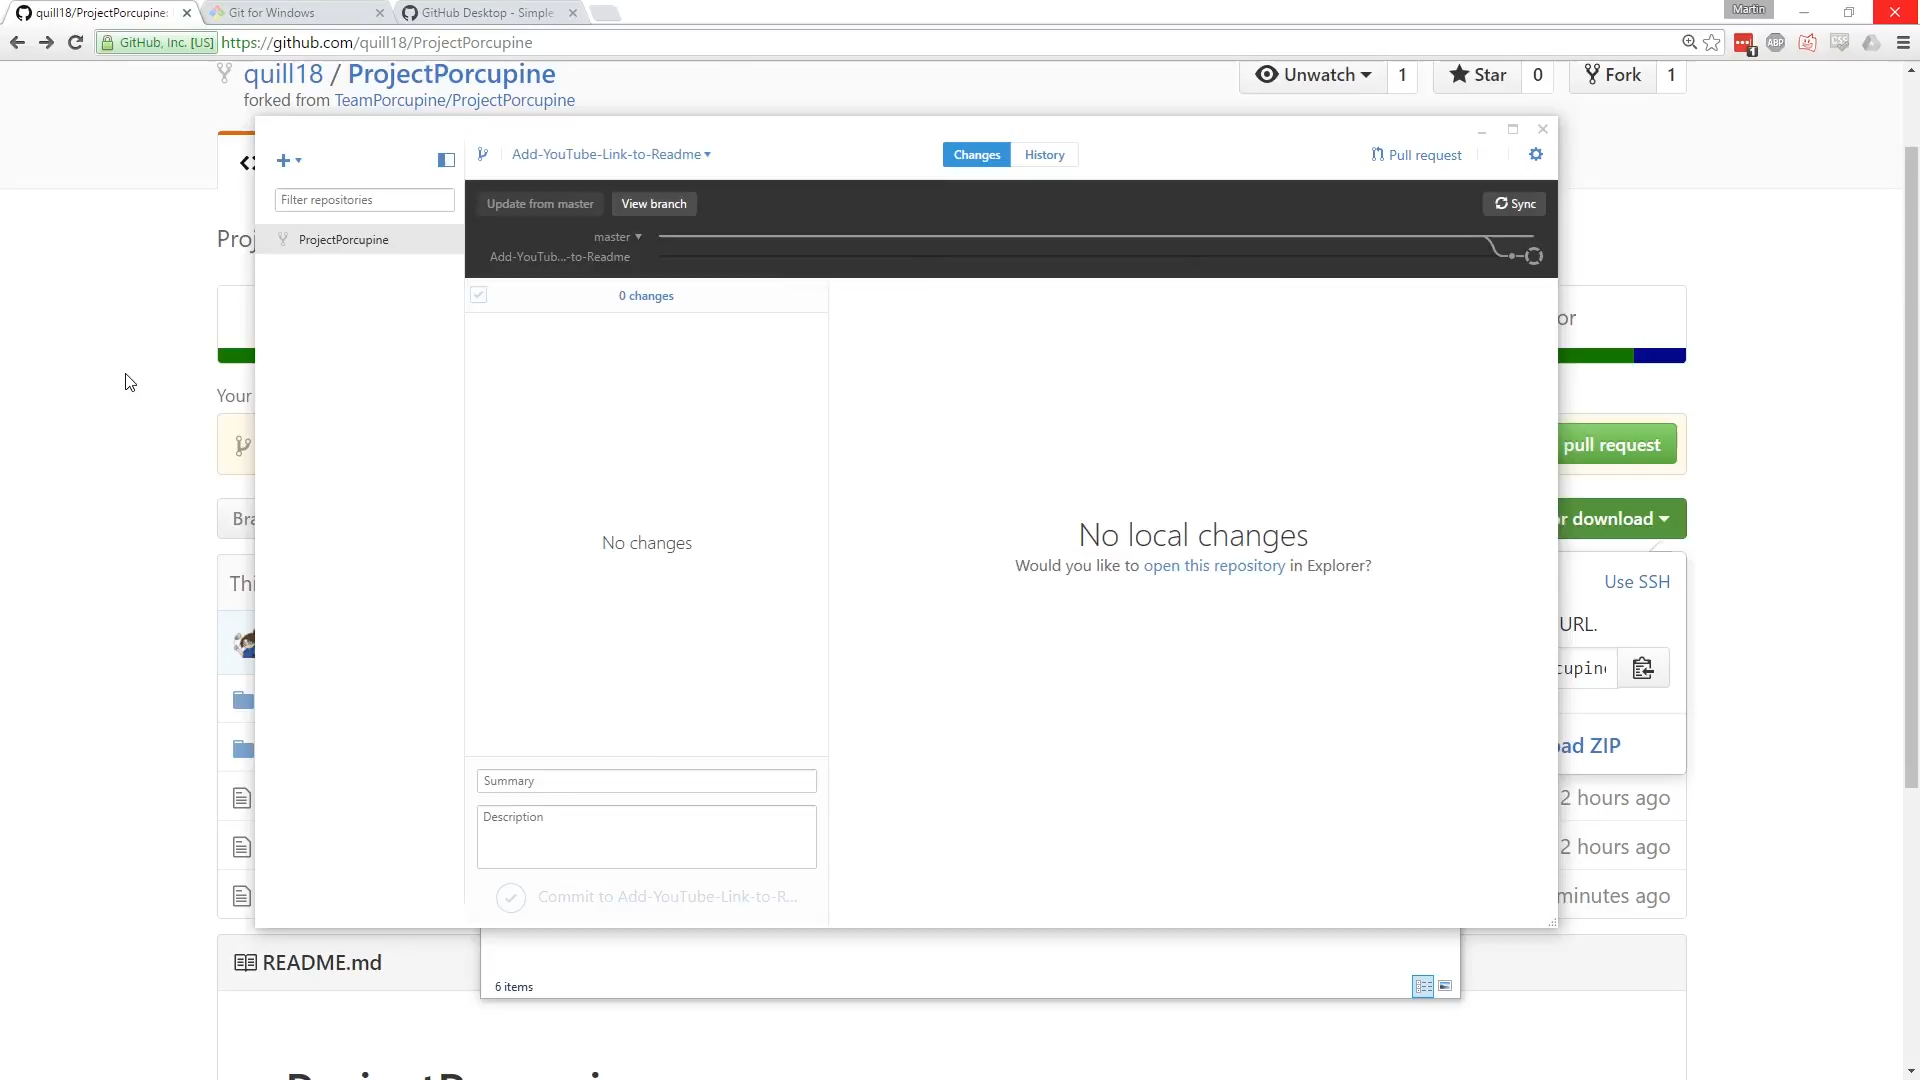 quill18/ProjectPorcupine:
Git for Windows
GitHub Desktop - Simple
Martin
GitHub, Inc. [US]
https://github.com/quill18/ProjectPorcupine
1
ABP
CSS
quill18 / ProjectPorcupine
Unwatch 1
Star 0
Fork 1
forked from TeamPorcupine/ProjectPorcupine
Add-YouTube-Link-to-Readme
Changes
History
Pull request
Filter repositories
Update from master
View branch
Sync
Proj
ProjectPorcupine
master
Add-YouTub...-to-Readme
0 changes
or
Your
pull request
Bra
r download
No changes
No local changes
Would you like to open this repository in Explorer?
Thi
Use SSH
URL.
cupine
ad ZIP
Summary
2 hours ago
Description
2 hours ago
Commit to Add-YouTube-Link-to-R...
minutes ago
README.md
6 items
ProjectPorcupine